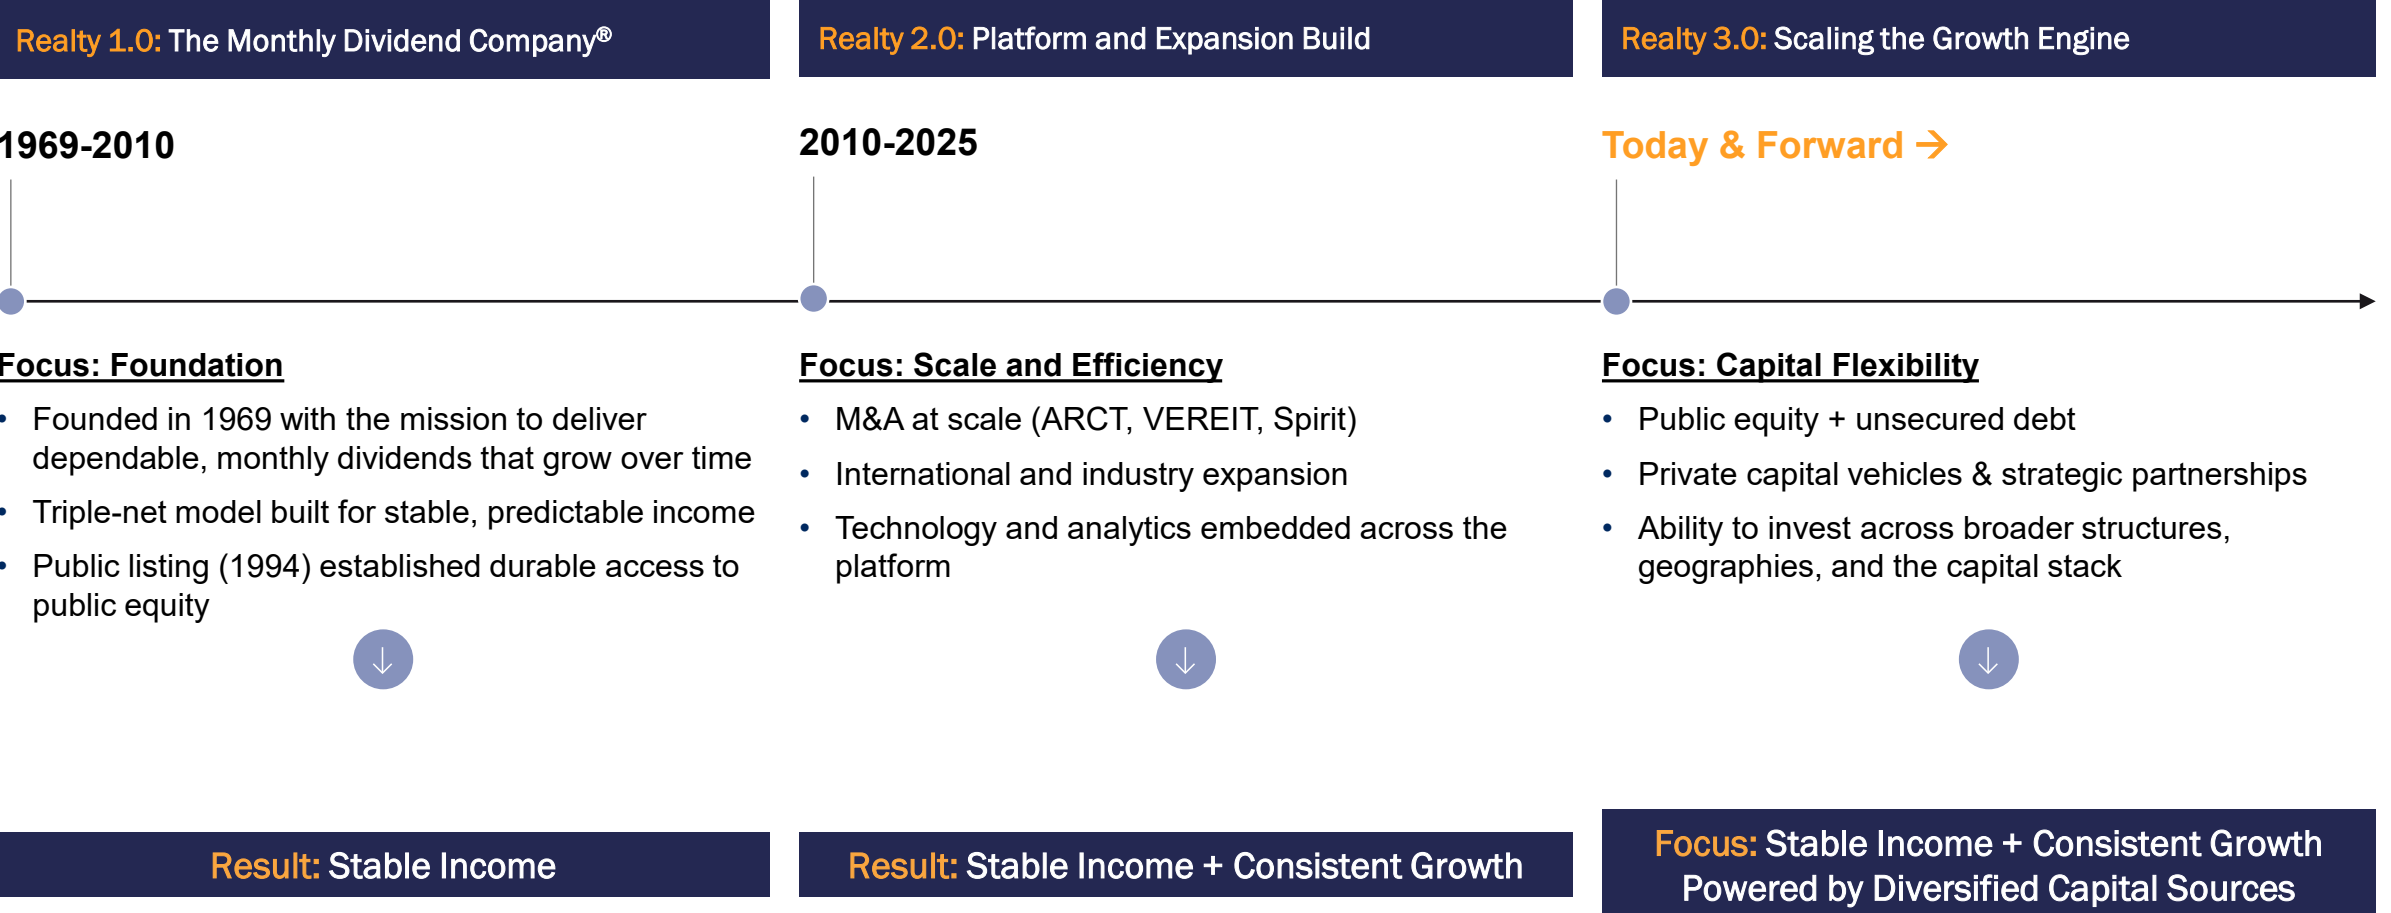 Realty 1.0: The Monthly Dividend Company®
1969-2010
Focus: Foundation
• Founded in 1969 with the mission to deliver
dependable, monthly dividends that grow over time
• Triple-net model built for stable, predictable income
• Public listing (1994) established durable access to
public equity
Result: Stable Income
Realty 2.0: Platform and Expansion Build
2010-2025
Focus: Scale and Efficiency
• M&A at scale (ARCT, VEREIT, Spirit)
• International and industry expansion
• Technology and analytics embedded across the
platform
Result: Stable Income + Consistent Growth
Realty 3.0: Scaling the Growth Engine
Today & Forward →
Focus: Capital Flexibility
• Public equity + unsecured debt
• Private capital vehicles & strategic partnerships
• Ability to invest across broader structures,
geographies, and the capital stack
Focus: Stable Income + Consistent Growth
Powered by Diversified Capital Sources